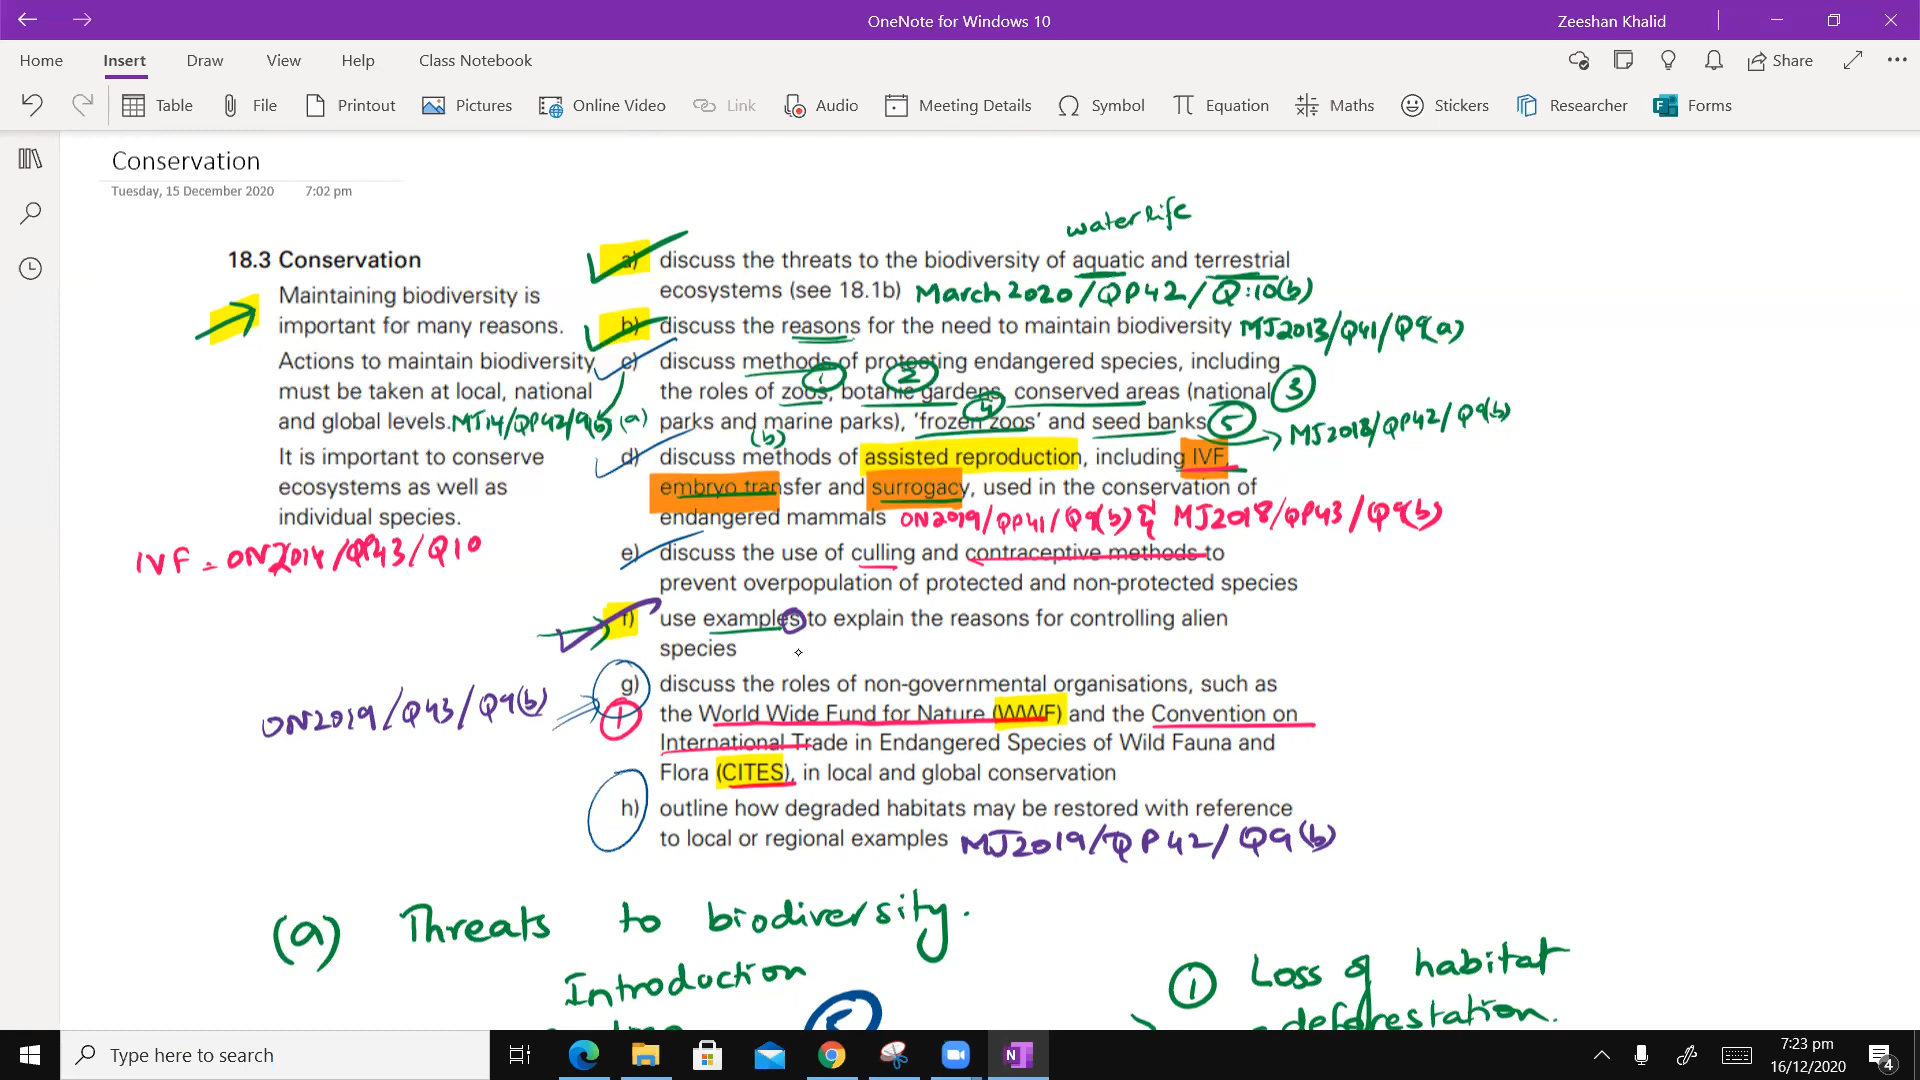 OneNote for Windows 10
Zeeshan Khalid
Home Insert Draw View Help Class Notebook Share
Table File Printout Pictures Online Video Link Audio Meeting Details Symbol Equation Maths Stickers Researcher Forms
Conservation
Tuesday, 15 December 2020 7:02 pm
water life
18.3 Conservation
Maintaining biodiversity is
important for many reasons.
Actions to maintain biodiversity
must be taken at local, national
and global levels. MJ14/QP42/9(b) (a)
It is important to conserve
ecosystems as well as
individual species.
IVF = ON2014/QP43/Q10
a) discuss the threats to the biodiversity of aquatic and terrestrial
ecosystems (see 18.1b) March 2020/QP42/Q:10(b)
b) discuss the reasons for the need to maintain biodiversity MJ2013/Q41/Q9(a)
c) discuss methods of protecting endangered species, including
1 2
the roles of zoos, botanic gardens, conserved areas (national 3
4
parks and marine parks), 'frozen zoos' and seed banks 5 MJ2018/QP42/Q9(b)
(b)
d) discuss methods of assisted reproduction, including IVF,
embryo transfer and surrogacy, used in the conservation of
endangered mammals ON2019/QP41/Q9(b) & MJ2018/QP43/Q9(b)
e) discuss the use of culling and contraceptive methods to
prevent overpopulation of protected and non-protected species
f) use examples to explain the reasons for controlling alien
species
ON2019/Q43/Q9(b)
g) discuss the roles of non-governmental organisations, such as
1 the World Wide Fund for Nature (WWF) and the Convention on
International Trade in Endangered Species of Wild Fauna and
Flora (CITES), in local and global conservation
h) outline how degraded habitats may be restored with reference
to local or regional examples MJ2019/QP42/Q9(b)
(a) Threats to biodiversity.
Introduction
1 Loss of habitat
deforestation.
Type here to search
7:23 pm
16/12/2020
4